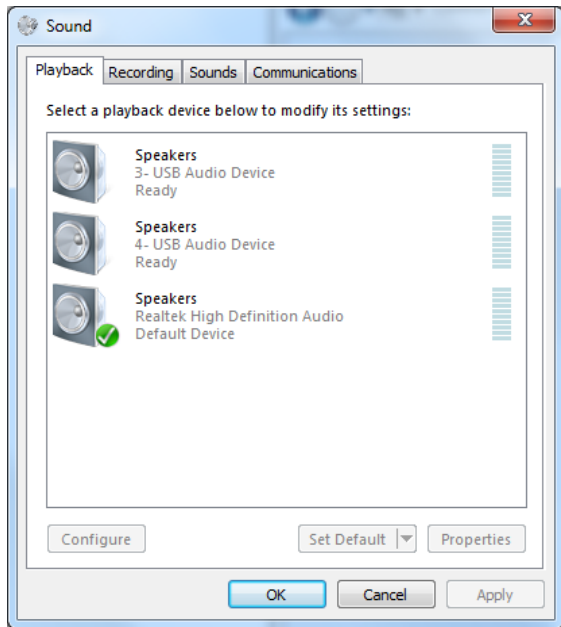 Sound
Playback Recording Sounds Communications
Select a playback device below to modify its settings:
Speakers
3- USB Audio Device
Ready
Speakers
4- USB Audio Device
Ready
Speakers
Realtek High Definition Audio
Default Device
Configure Set Default Properties
OK Cancel Apply